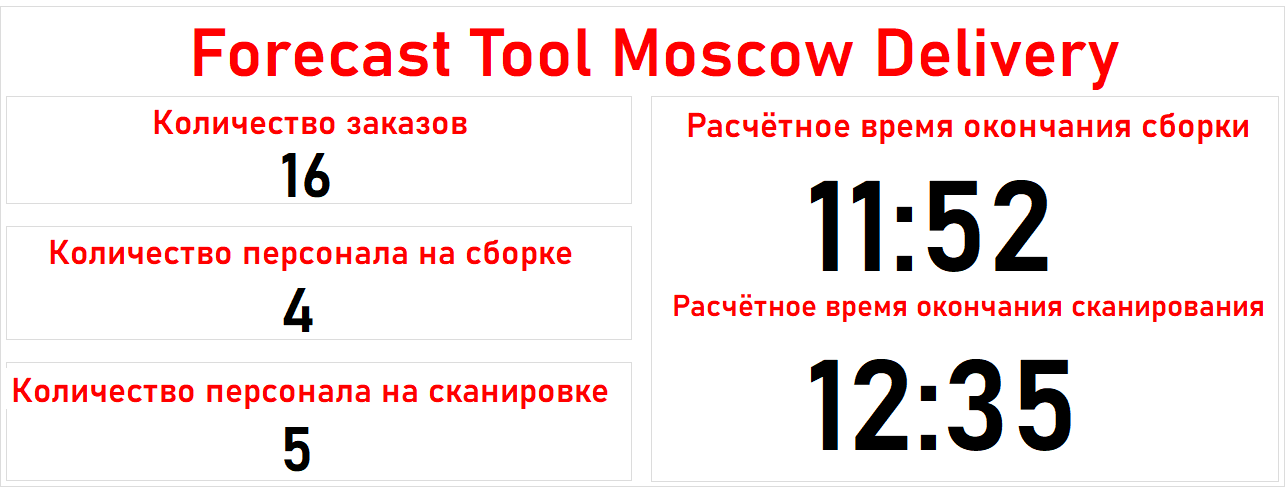 Forecast Tool Moscow Delivery
Количество заказов
16
Количество персонала на сборке
4
Количество персонала на сканировке
5
Расчётное время окончания сборки
11:52
Расчётное время окончания сканирования
12:35